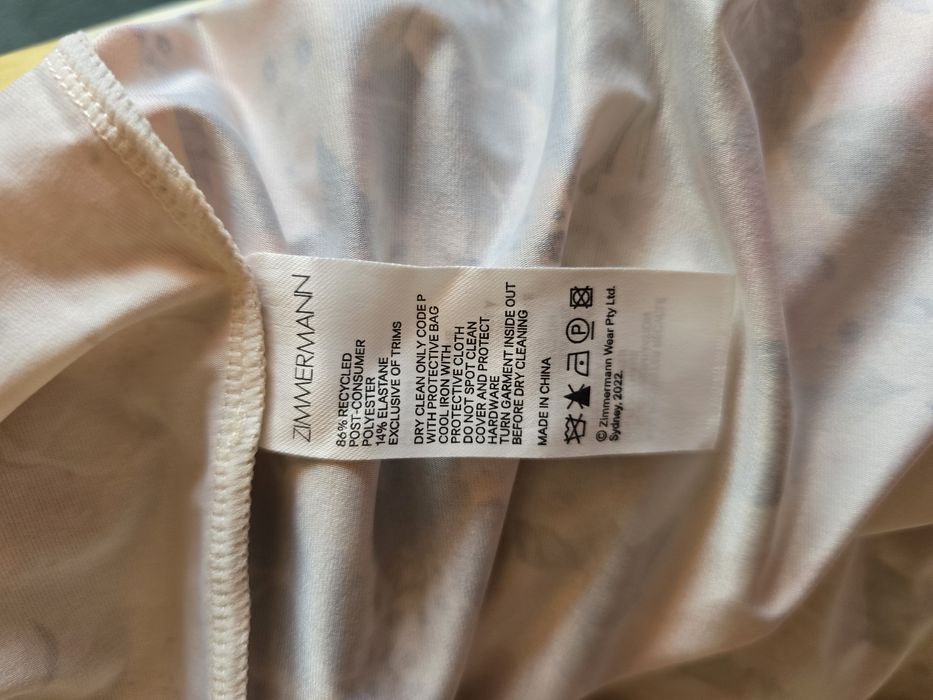 ZIMMERMANN
86% RECYCLED
POST-CONSUMER
POLYESTER
14% ELASTANE
EXCLUSIVE OF TRIMS
DRY CLEAN ONLY CODE P
WITH PROTECTIVE BAG
COOL IRON WITH
PROTECTIVE CLOTH
DO NOT SPOT CLEAN
COVER AND PROTECT
HARDWARE
TURN GARMENT INSIDE OUT
BEFORE DRY CLEANING
MADE IN CHINA
P
© Zimmermann Wear Pty Ltd.
Sydney, 2022.